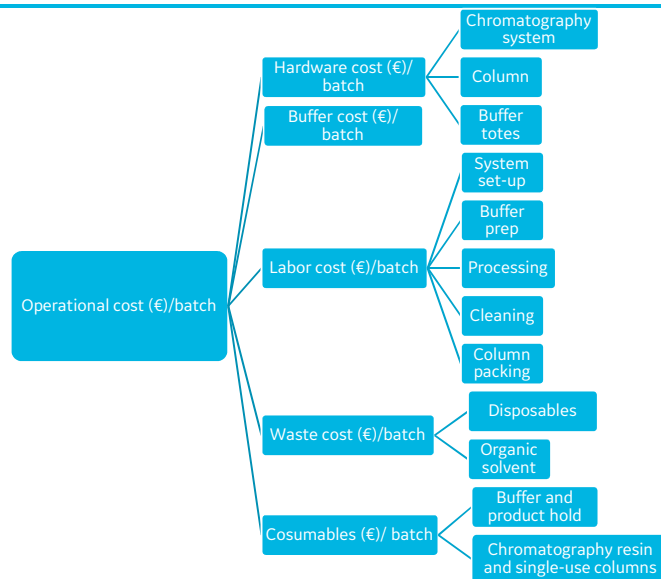 Operational cost (€)/batch
Hardware cost (€)/
batch
Chromatography
system
Column
Buffer
totes
Buffer cost (€)/
batch
Labor cost (€)/batch
System
set-up
Buffer
prep
Processing
Cleaning
Column
packing
Waste cost (€)/batch
Disposables
Organic
solvent
Cosumables (€)/ batch
Buffer and
product hold
Chromatography resin
and single-use columns